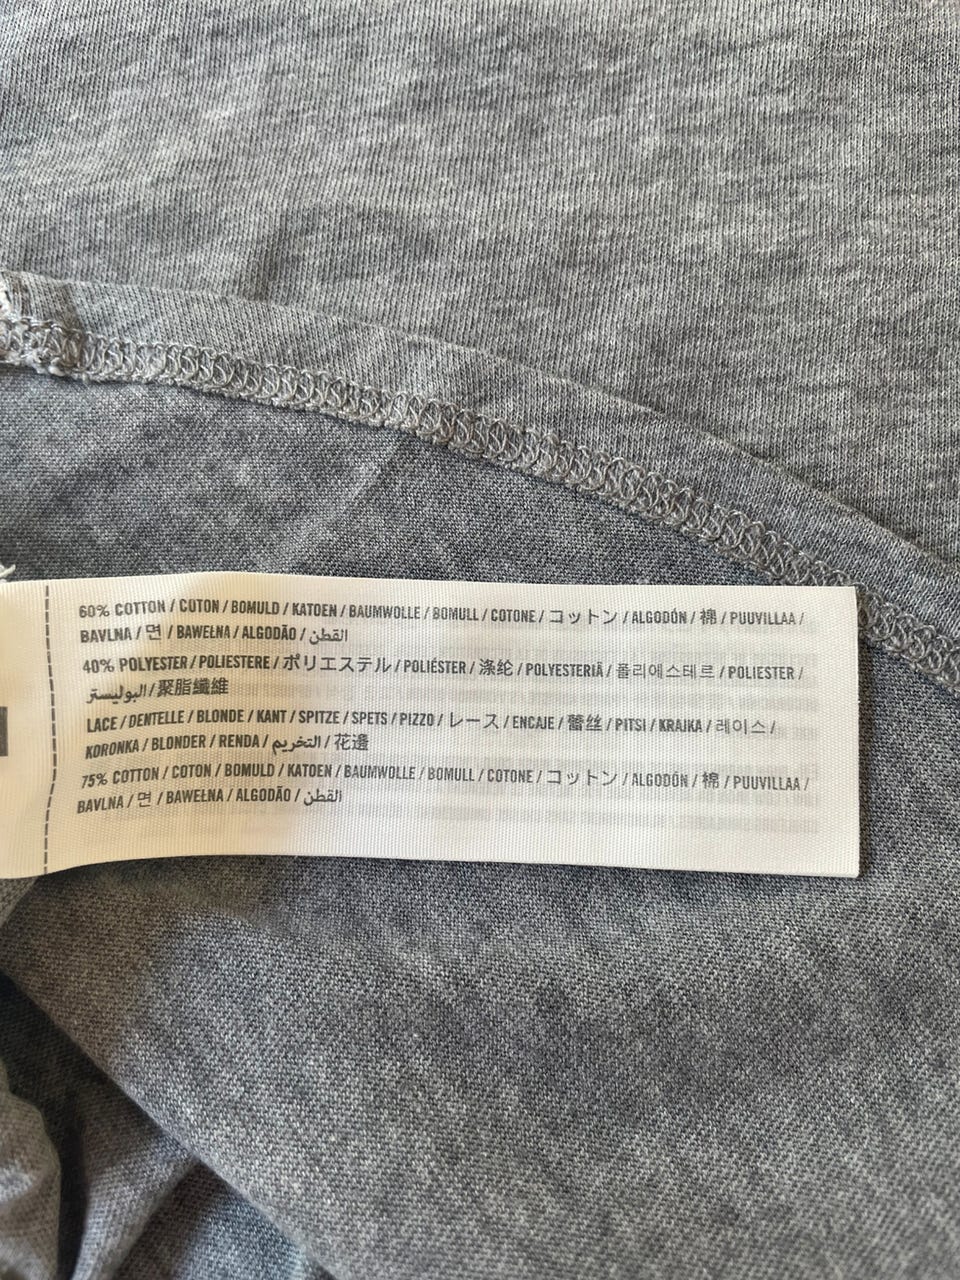 60% COTTON / COTON / BOMULD / KATOEN / BAUMWOLLE / BOMULL / COTONE / コットン / ALGODÓN / 棉 / PUUVILLAA /
BAVLNA / 면 / BAWEŁNA / ALGODÃO / القطن
40% POLYESTER / POLIESTERE / ポリエステル / POLIÉSTER / 涤纶 / POLYESTERIÄ / 폴리에스테르 / POLIESTER /
البوليستر / 聚脂纖維
LACE / DENTELLE / BLONDE / KANT / SPITZE / SPETS / PIZZO / レース / ENCAJE / 蕾丝 / PITSI / KRAJKA / 레이스 /
KORONKA / BLONDER / RENDA / التخريم / 花邊
75% COTTON / COTON / BOMULD / KATOEN / BAUMWOLLE / BOMULL / COTONE / コットン / ALGODÓN / 棉 / PUUVILLAA /
BAVLNA / 면 / BAWEŁNA / ALGODÃO / القطن